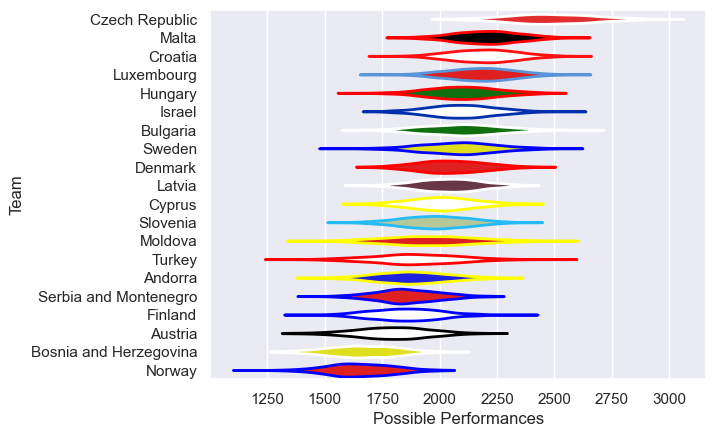 Czech Republic
Malta
Croatia
Luxembourg
Hungary
Israel
Bulgaria
Sweden
Denmark
Latvia
Cyprus
Slovenia
Moldova
Turkey
Andorra
Serbia and Montenegro
Finland
Austria
Bosnia and Herzegovina
Norway
Team
1250 1500 1750 2000 2250 2500 2750 3000
Possible Performances